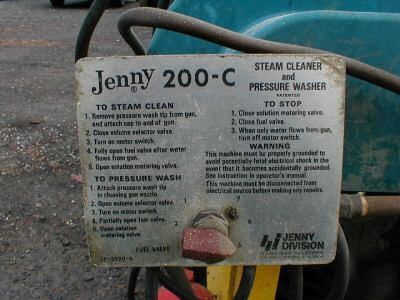 Jenny® 200-C
STEAM CLEANER
and
PRESSURE WASHER
PATENTED
TO STEAM CLEAN
1. Remove pressure wash tip from gun,
and attach cap to end of gun.
2. Close volume selector valve.
3. Turn on motor switch.
4. Fully open fuel valve after water
flows from gun.
5. Open solution metering valve.
TO PRESSURE WASH
1. Attach pressure wash tip
in cleaning gun nozzle.
2. Open volume selector valve.
3. Turn on motor switch.
4. Partially open fuel valve.
5. Open solution
metering valve.
TO STOP
1. Close solution metering valve.
2. Close fuel valve.
3. When only water flows from gun,
turn off motor switch.
WARNING
This machine must be properly grounded to
avoid potentially fatal electrical shock in the
event that it becomes accidentally grounded.
See instruction in operator's manual.
This machine must be disconnected from
electrical source before making any repairs.
1
2
7
5
FUEL VALVE
JENNY
DIVISION